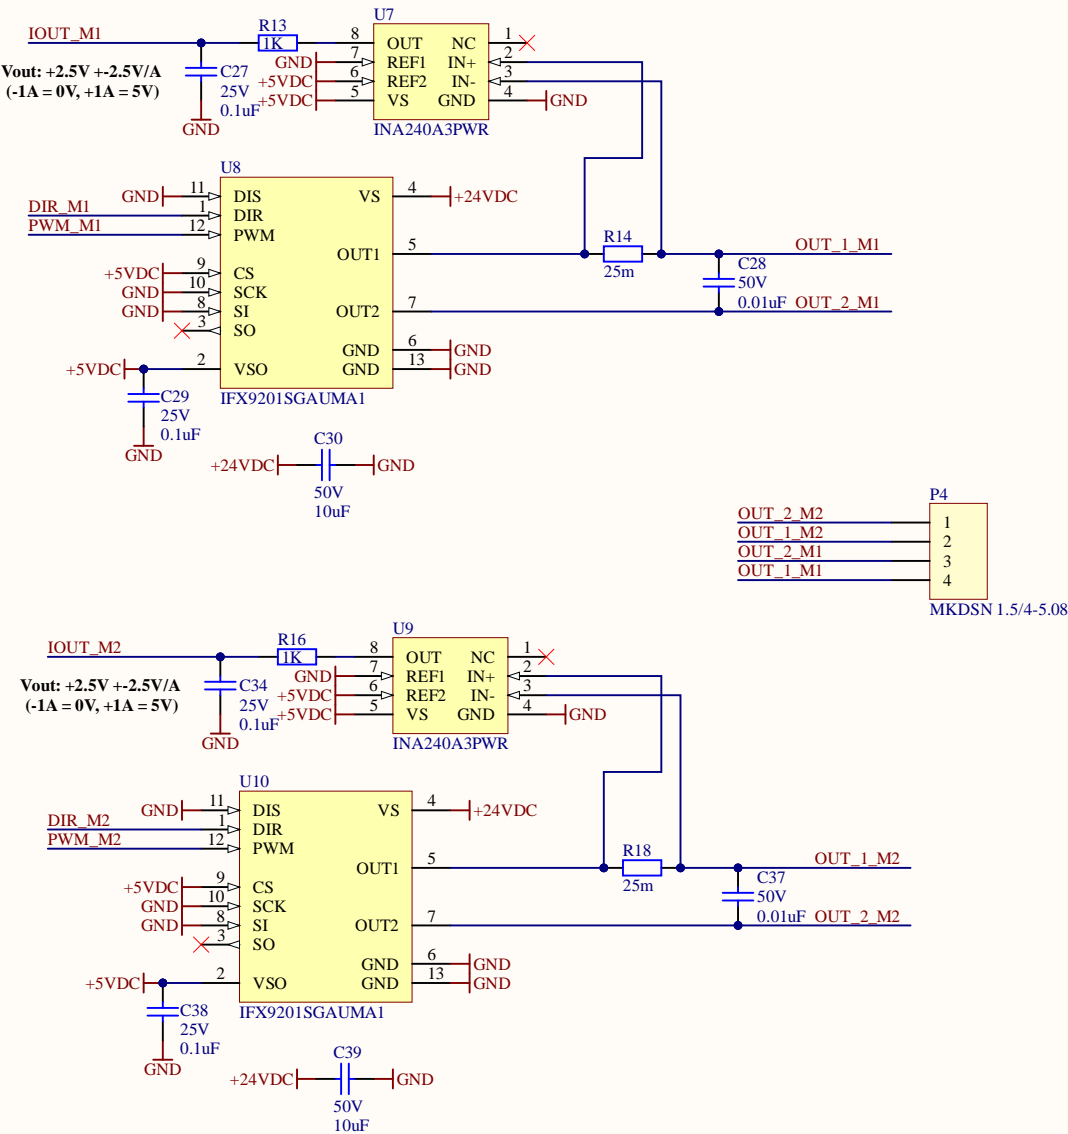 U7
IOUT_M1 R13 1K 8 OUT NC 1
GND 7 REF1 IN+ 2
Vout: +2.5V +-2.5V/A C27 +5VDC 6 REF2 IN- 3
(-1A = 0V, +1A = 5V) 25V +5VDC 5 VS GND 4 GND
0.1uF
GND INA240A3PWR
U8
GND 11 DIS VS 4 +24VDC
DIR_M1 1 DIR
PWM_M1 12 PWM
OUT1 5 R14 25m OUT_1_M1
+5VDC 9 CS C28
GND 10 SCK 50V
GND 8 SI OUT2 7 0.01uF OUT_2_M1
3 SO
GND 6 GND
+5VDC 2 VSO GND 13 GND
C29 IFX9201SGAUMA1
25V
0.1uF
GND
C30
+24VDC GND
50V
10uF
P4
OUT_2_M2 1
OUT_1_M2 2
OUT_2_M1 3
OUT_1_M1 4
MKDSN 1.5/4-5.08
U9
IOUT_M2 R16 1K 8 OUT NC 1
GND 7 REF1 IN+ 2
Vout: +2.5V +-2.5V/A C34 +5VDC 6 REF2 IN- 3
(-1A = 0V, +1A = 5V) 25V +5VDC 5 VS GND 4 GND
0.1uF
GND INA240A3PWR
U10
GND 11 DIS VS 4 +24VDC
DIR_M2 1 DIR
PWM_M2 12 PWM
OUT1 5 R18 25m OUT_1_M2
+5VDC 9 CS C37
GND 10 SCK 50V
GND 8 SI OUT2 7 0.01uF OUT_2_M2
3 SO
GND 6 GND
+5VDC 2 VSO GND 13 GND
C38 IFX9201SGAUMA1
25V
0.1uF
GND
C39
+24VDC GND
50V
10uF